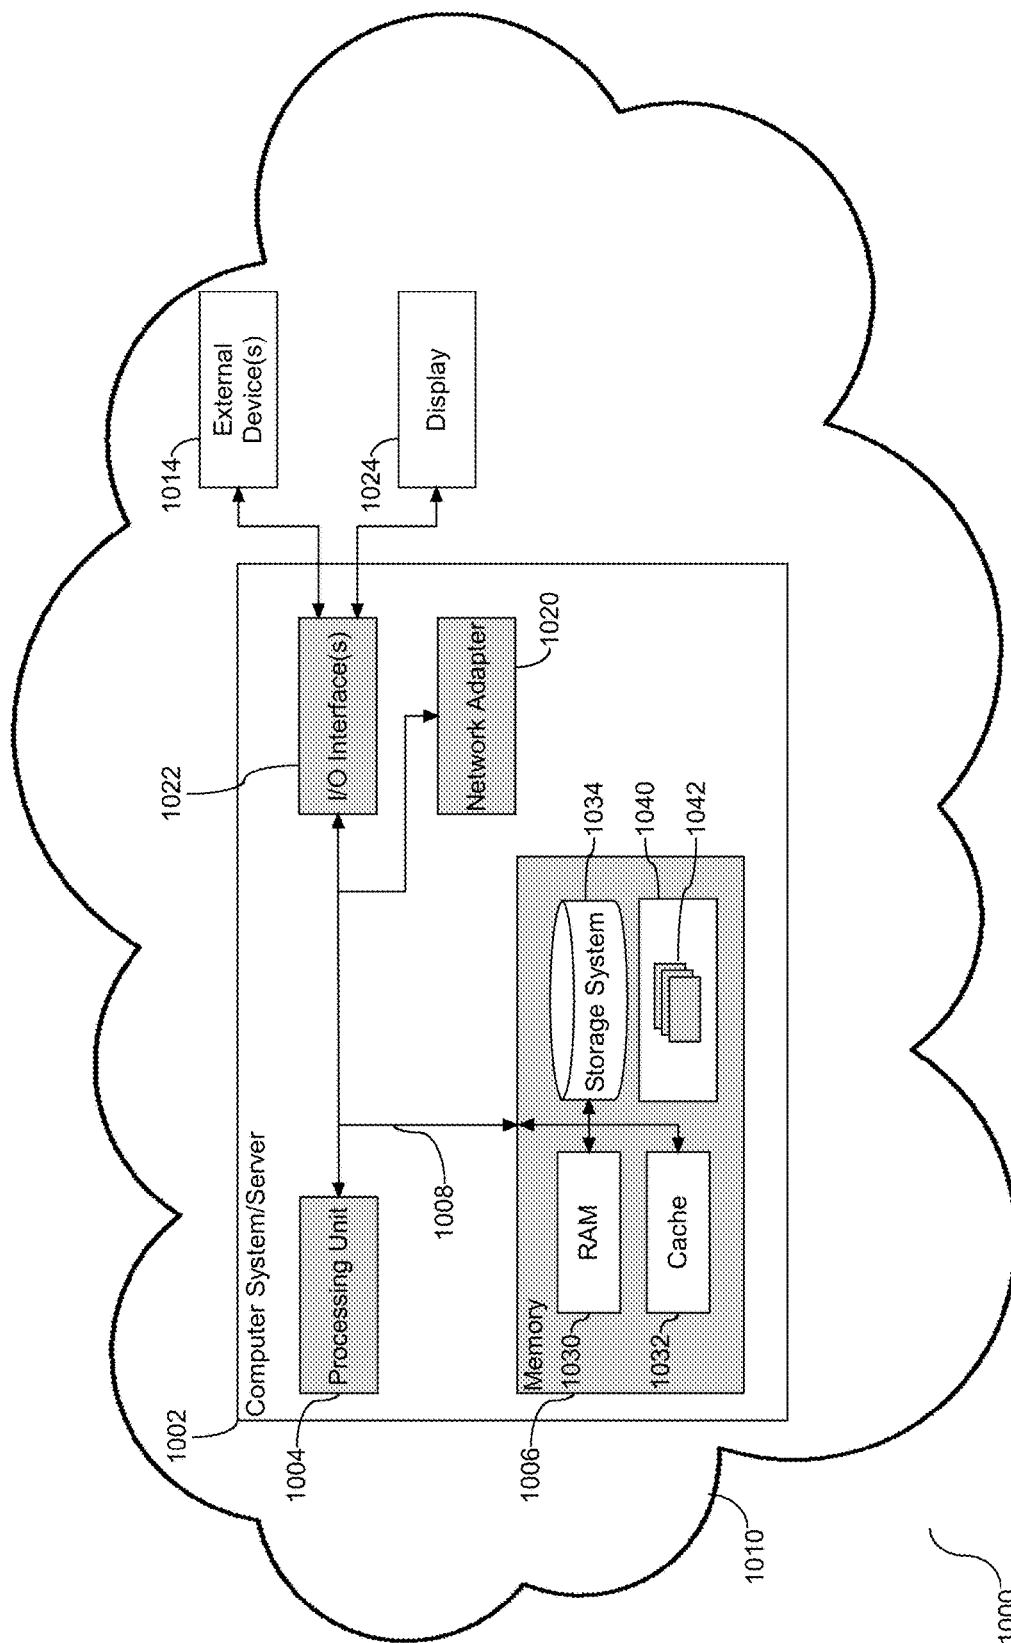 1000
1010
1002
Computer System/Server
1004
Processing Unit
1008
1022
I/O Interface(s)
1014
External
Device(s)
1024
Display
Network Adapter
1020
1006
Memory
1030
RAM
1032
Cache
Storage System
1034
1040
1042